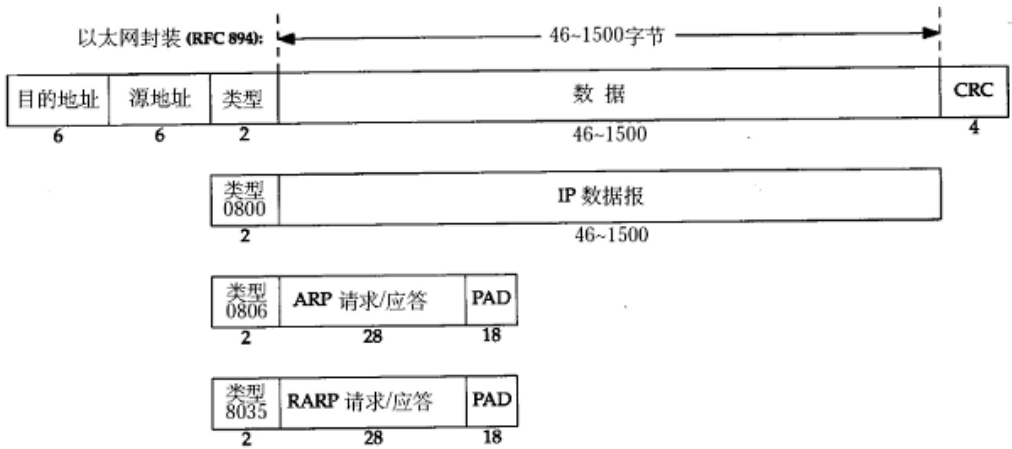 以太网封装 (RFC 894): 46~1500字节
目的地址 源地址 类型 数 据 CRC
6 6 2 46~1500 4
类型 0800 IP 数据报
2 46~1500
类型 0806 ARP 请求/应答 PAD
2 28 18
类型 8035 RARP 请求/应答 PAD
2 28 18